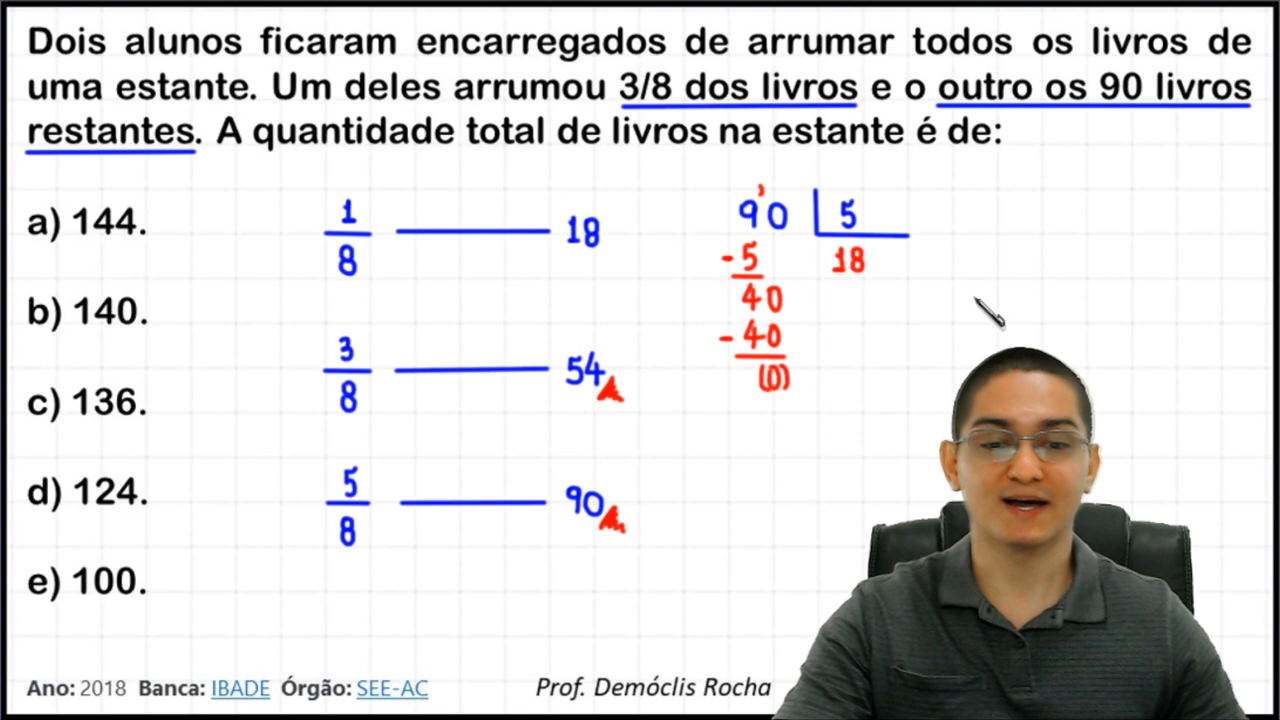 Dois alunos ficaram encarregados de arrumar todos os livros de
uma estante. Um deles arrumou 3/8 dos livros e o outro os 90 livros
restantes. A quantidade total de livros na estante é de:
a) 144.
b) 140.
c) 136.
d) 124.
e) 100.
1/8 18
3/8 54
5/8 90
90 5
-5 18
40
-40
(0)
Ano: 2018 Banca: IBADE Órgão: SEE-AC
Prof. Demóclis Rocha